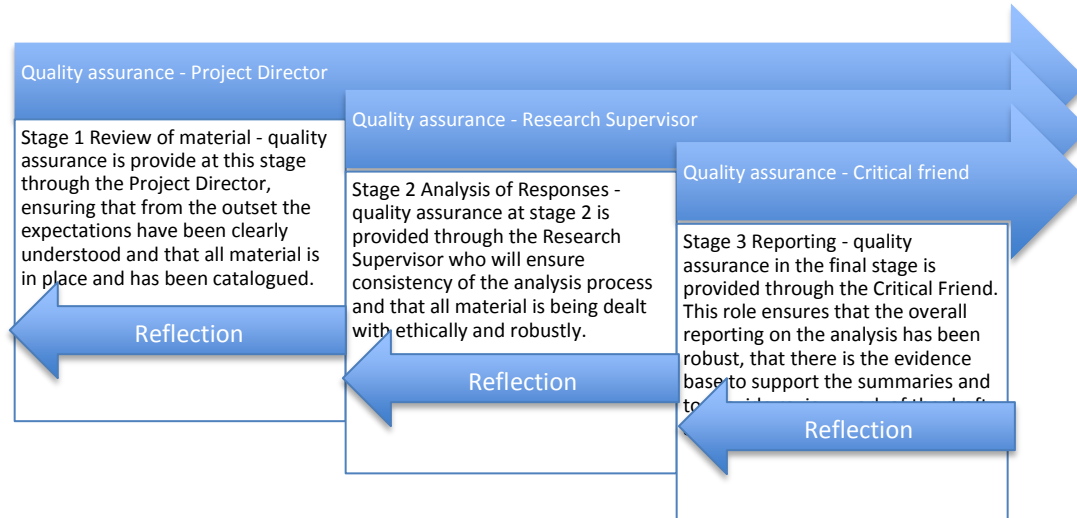 Quality assurance - Project Director
Stage 1 Review of material - quality
assurance is provide at this stage
through the Project Director,
ensuring that from the outset the
expectations have been clearly
understood and that all material is
in place and has been catalogued.
Reflection
Quality assurance - Research Supervisor
Stage 2 Analysis of Responses -
quality assurance at stage 2 is
provided through the Research
Supervisor who will ensure
consistency of the analysis process
and that all material is being dealt
with ethically and robustly.
Reflection
Quality assurance - Critical friend
Stage 3 Reporting - quality
assurance in the final stage is
provided through the Critical Friend.
This role ensures that the overall
reporting on the analysis has been
robust, that there is the evidence
base to support the summaries and
Reflection